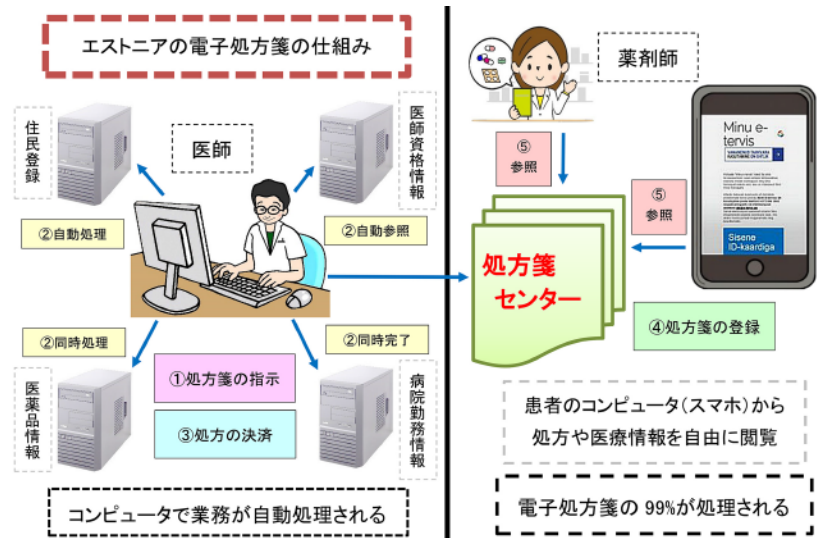 エストニアの電子処方箋の仕組み
住民登録
医師
医師資格情報
②自動処理
②自動参照
②同時処理
②同時完了
医薬品情報
①処方箋の指示
③処方の決済
病院勤務情報
コンピュータで業務が自動処理される
薬剤師
⑤
参照
Minu e-
tervis
⑤
参照
Sisene
ID-kaardiga
処方箋
センター
④処方箋の登録
患者のコンピュータ(スマホ)から
処方や医療情報を自由に閲覧
電子処方箋の 99%が処理される